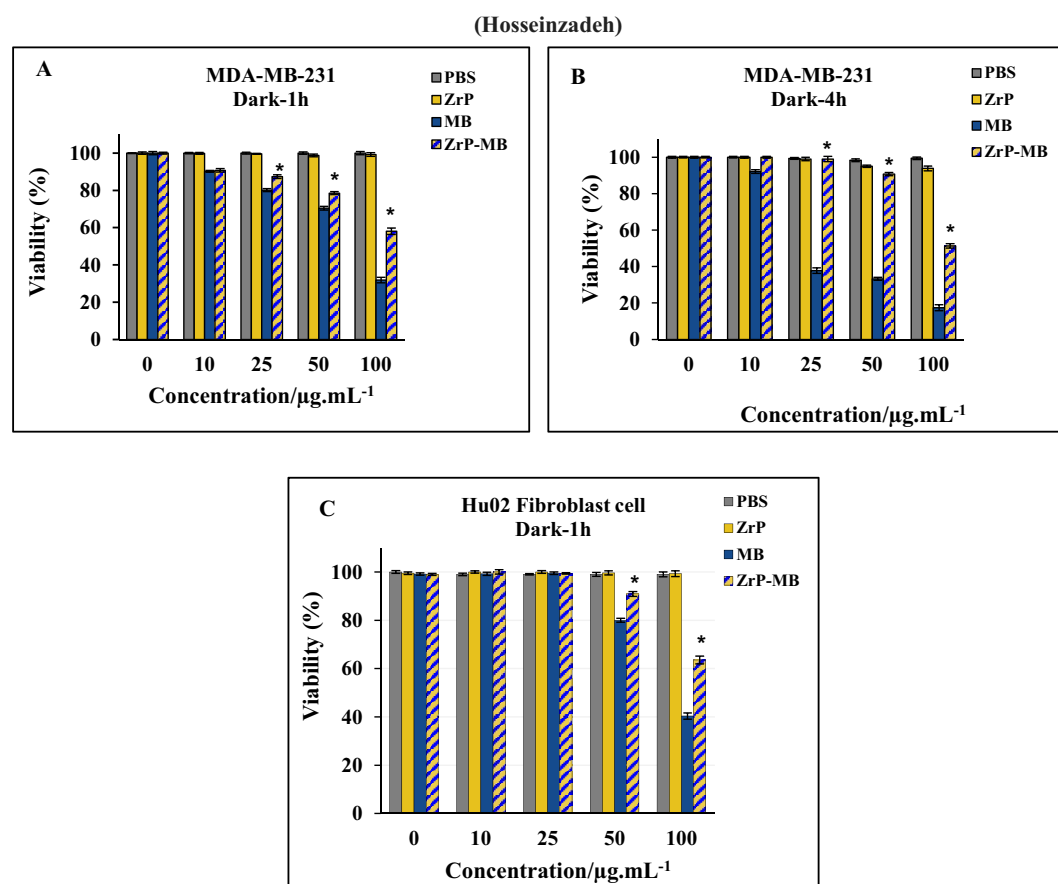 (Hosseinzadeh)
A
MDA-MB-231
Dark-1h
PBS
ZrP
MB
ZrP-MB
Viability (%)
100
80
60
40
20
0
*
*
*
0 10 25 50 100
Concentration/µg.mL⁻¹
B
MDA-MB-231
Dark-4h
PBS
ZrP
MB
ZrP-MB
Viability (%)
100
80
60
40
20
0
*
*
*
0 10 25 50 100
Concentration/µg.mL⁻¹
C
Hu02 Fibroblast cell
Dark-1h
PBS
ZrP
MB
ZrP-MB
Viability (%)
100
80
60
40
20
0
*
*
0 10 25 50 100
Concentration/µg.mL⁻¹